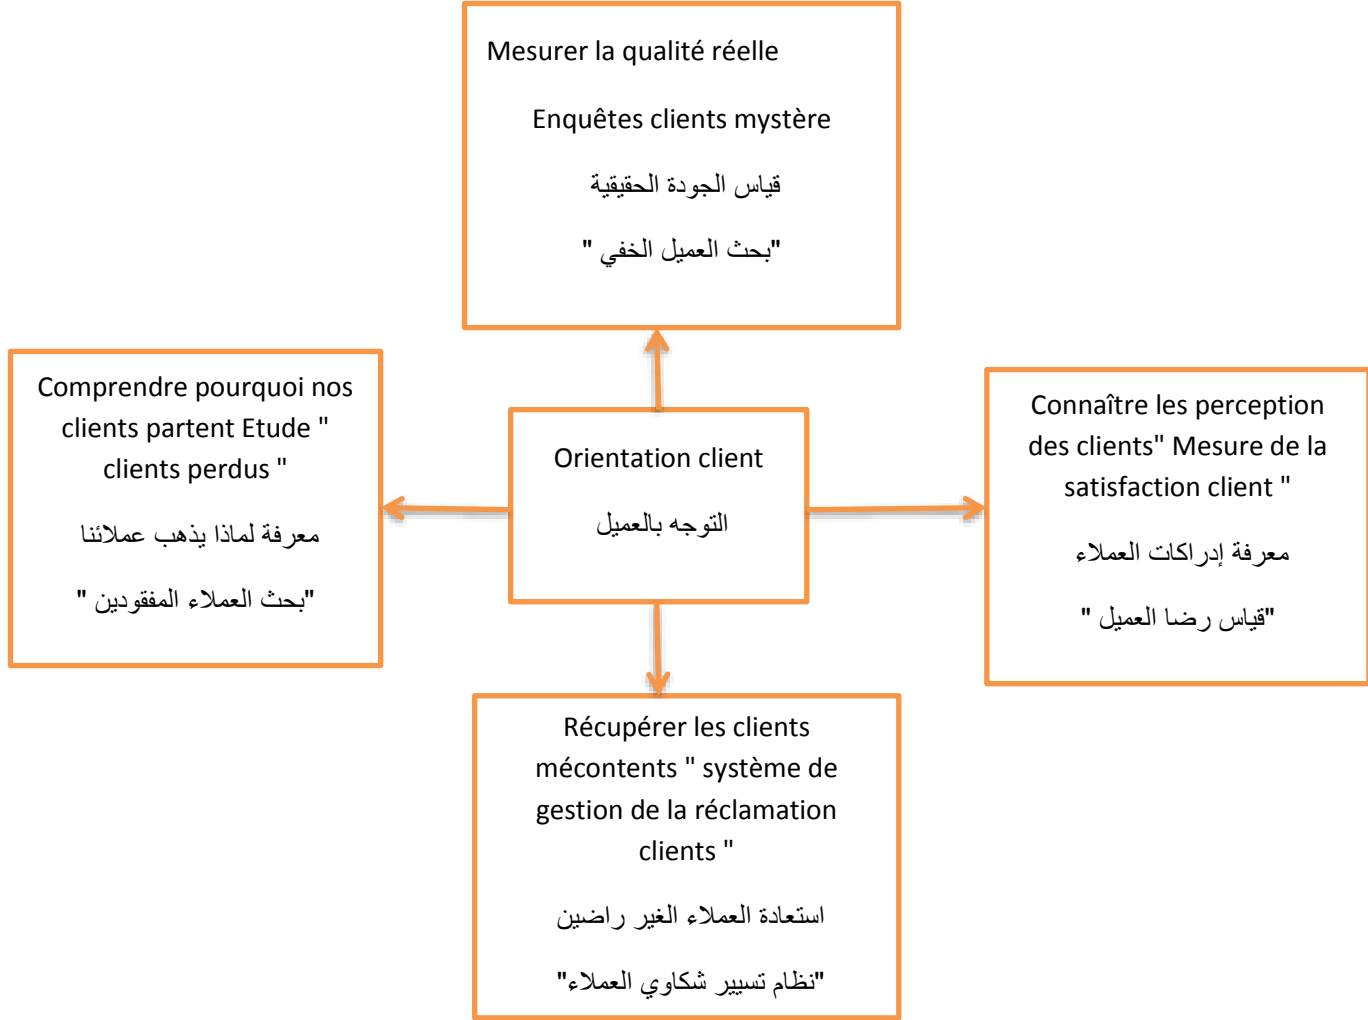 Mesurer la qualité réelle
Enquêtes clients mystère
قياس الجودة الحقيقية
"بحث العميل الخفي "
Comprendre pourquoi nos
clients partent Etude "
clients perdus "
معرفة لماذا يذهب عملائنا
"بحث العملاء المفقودين "
Orientation client
التوجه بالعميل
Connaître les perception
des clients" Mesure de la
satisfaction client "
معرفة إدراكات العملاء
"قياس رضا العميل "
Récupérer les clients
mécontents " système de
gestion de la réclamation
clients "
استعادة العملاء الغير راضين
"نظام تسيير شكاوي العملاء"